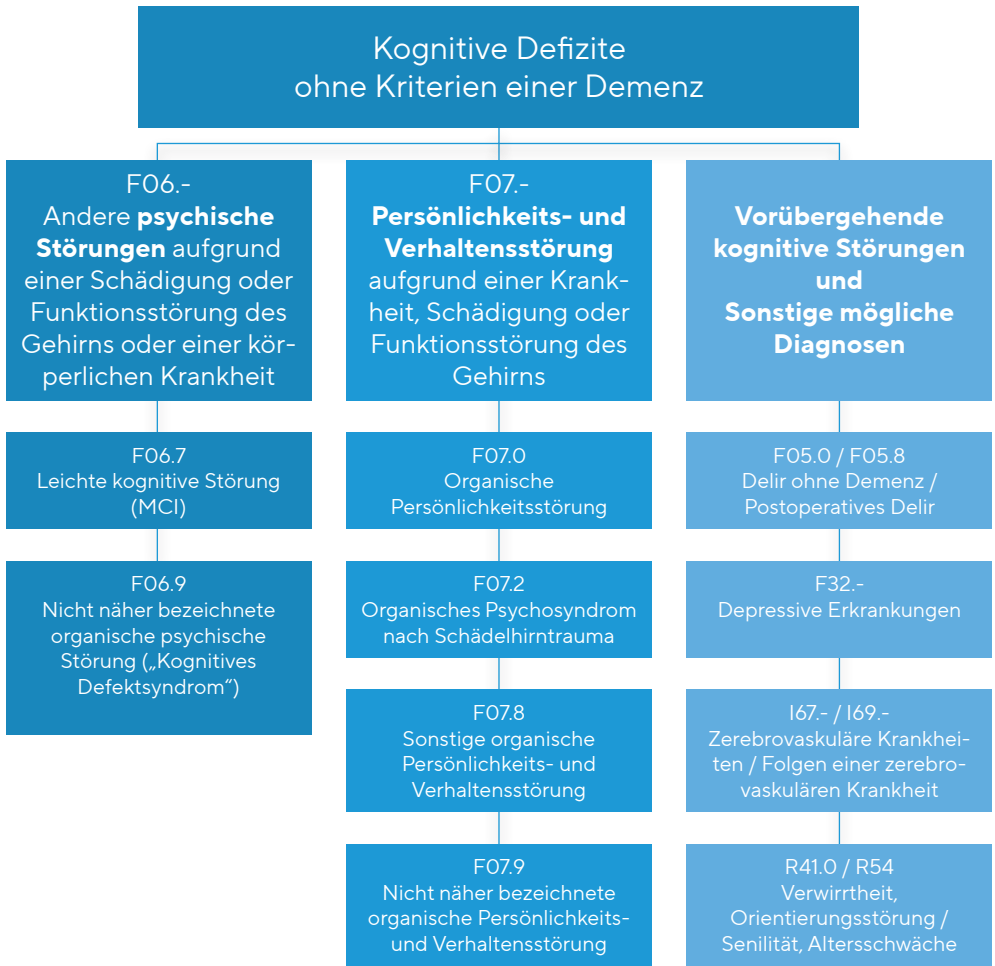 Kognitive Defizite
ohne Kriterien einer Demenz
F06.-
Andere psychische
Störungen aufgrund
einer Schädigung oder
Funktionsstörung des
Gehirns oder einer kör-
perlichen Krankheit
F06.7
Leichte kognitive Störung
(MCI)
F06.9
Nicht näher bezeichnete
organische psychische
Störung („Kognitives
Defektsyndrom“)
F07.-
Persönlichkeits- und
Verhaltensstörung
aufgrund einer Krank-
heit, Schädigung oder
Funktionsstörung des
Gehirns
F07.0
Organische
Persönlichkeitsstörung
F07.2
Organisches Psychosyndrom
nach Schädelhirntrauma
F07.8
Sonstige organische
Persönlichkeits- und
Verhaltensstörung
F07.9
Nicht näher bezeichnete
organische Persönlichkeits-
und Verhaltensstörung
Vorübergehende
kognitive Störungen
und
Sonstige mögliche
Diagnosen
F05.0 / F05.8
Delir ohne Demenz /
Postoperatives Delir
F32.-
Depressive Erkrankungen
I67.- / I69.-
Zerebrovaskuläre Krankhei-
ten / Folgen einer zerebro-
vaskulären Krankheit
R41.0 / R54
Verwirrtheit,
Orientierungsstörung /
Senilität, Altersschwäche